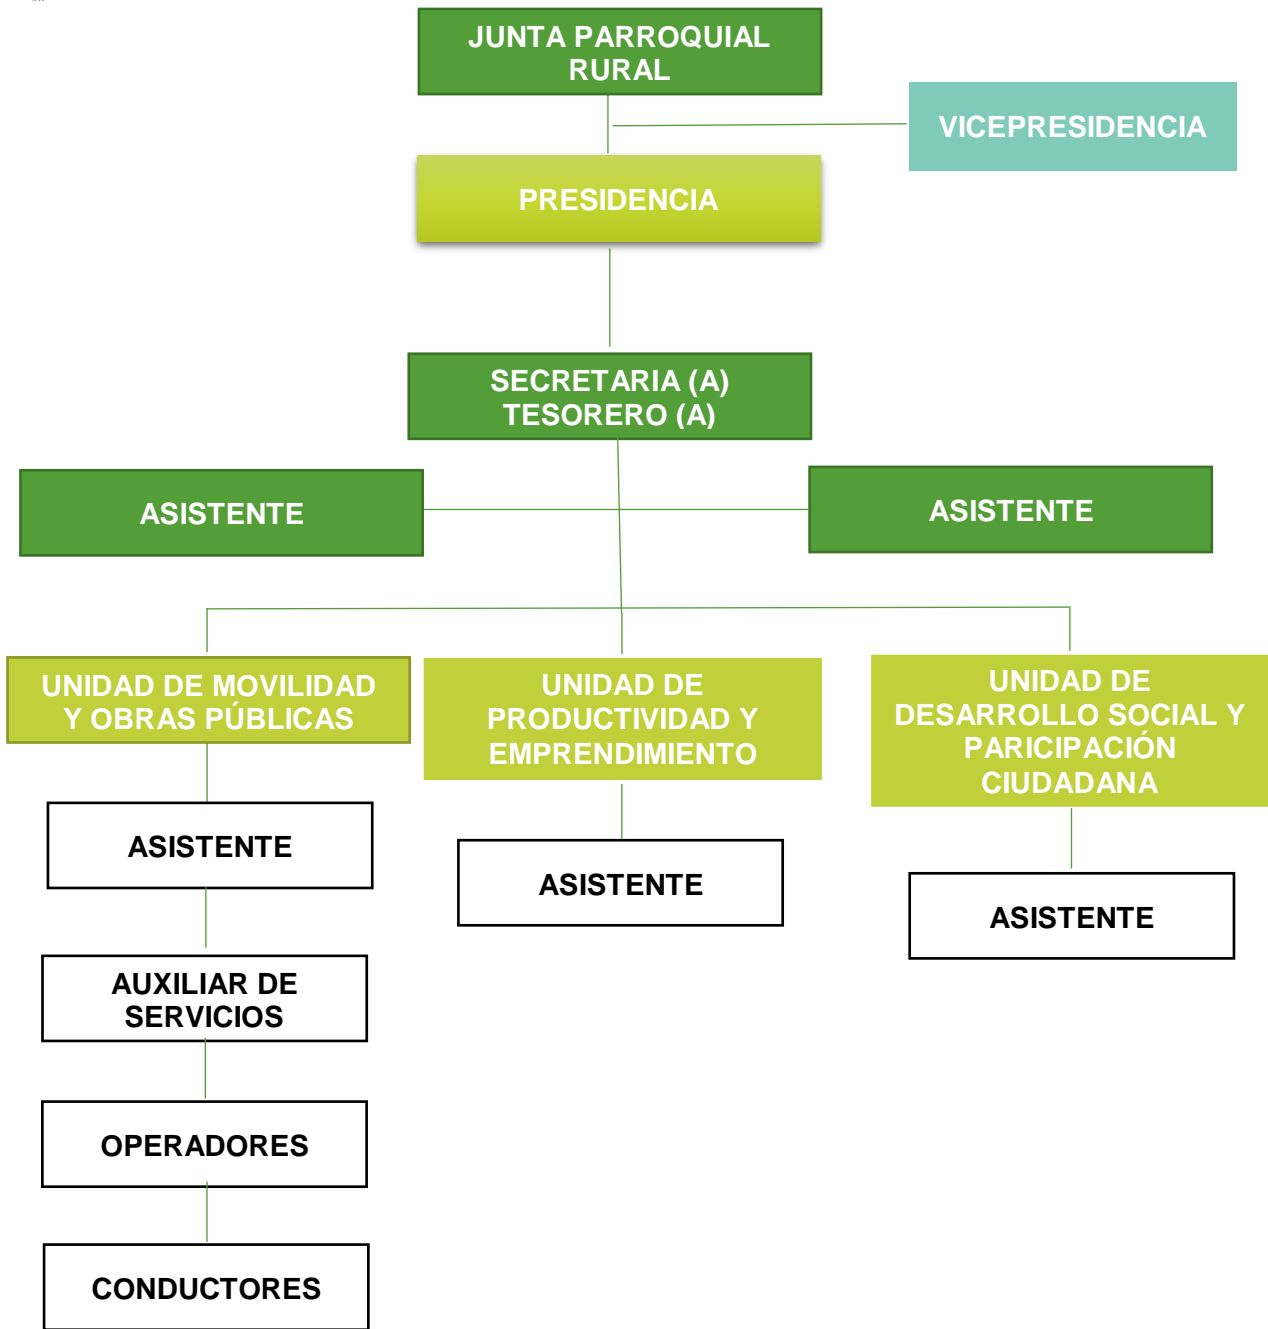 JUNTA PARROQUIAL
RURAL
VICEPRESIDENCIA
PRESIDENCIA
SECRETARIA (A)
TESORERO (A)
ASISTENTE
ASISTENTE
UNIDAD DE MOVILIDAD
Y OBRAS PÚBLICAS
UNIDAD DE
PRODUCTIVIDAD Y
EMPRENDIMIENTO
UNIDAD DE
DESARROLLO SOCIAL Y
PARICIPACIÓN
CIUDADANA
ASISTENTE
ASISTENTE
ASISTENTE
AUXILIAR DE
SERVICIOS
OPERADORES
CONDUCTORES